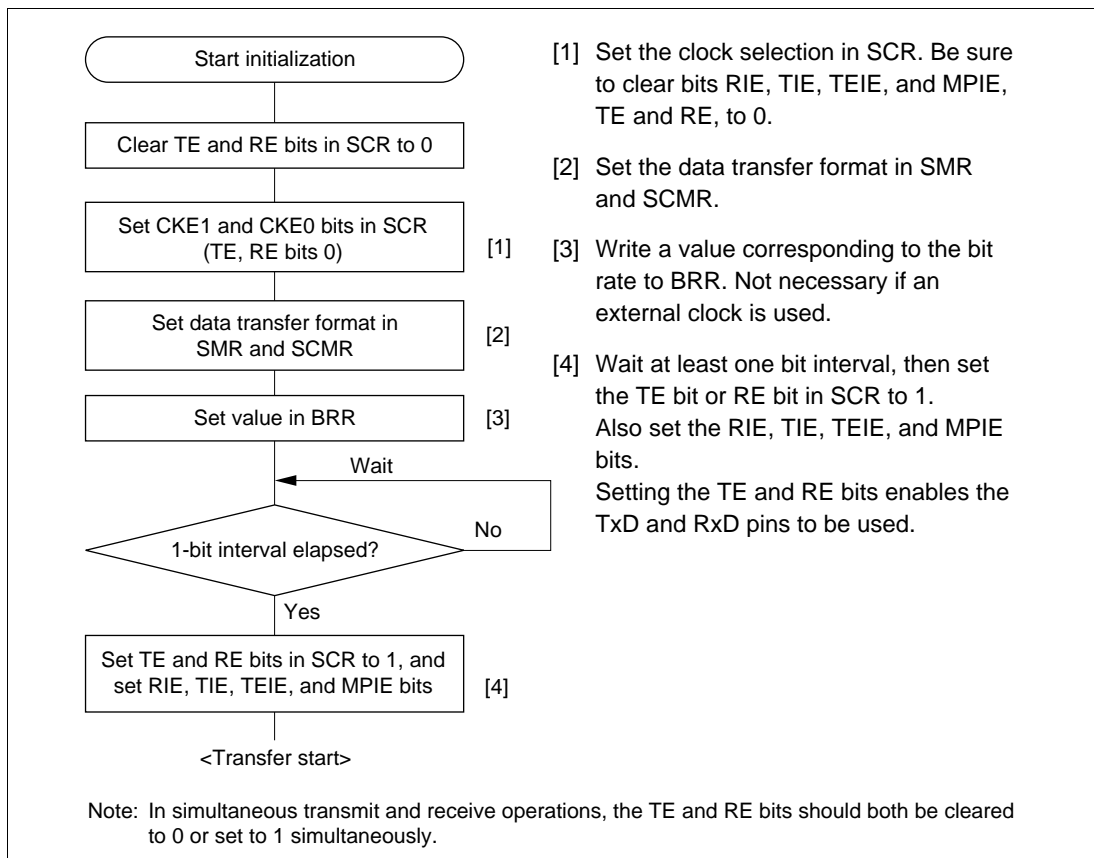 Start initialization
Clear TE and RE bits in SCR to 0
Set CKE1 and CKE0 bits in SCR
(TE, RE bits 0)
[1]
Set data transfer format in
SMR and SCMR
[2]
Set value in BRR
[3]
Wait
1-bit interval elapsed?
No
Yes
Set TE and RE bits in SCR to 1, and
set RIE, TIE, TEIE, and MPIE bits
[4]
<Transfer start>
[1] Set the clock selection in SCR. Be sure
to clear bits RIE, TIE, TEIE, and MPIE,
TE and RE, to 0.
[2] Set the data transfer format in SMR
and SCMR.
[3] Write a value corresponding to the bit
rate to BRR. Not necessary if an
external clock is used.
[4] Wait at least one bit interval, then set
the TE bit or RE bit in SCR to 1.
Also set the RIE, TIE, TEIE, and MPIE
bits.
Setting the TE and RE bits enables the
TxD and RxD pins to be used.
Note: In simultaneous transmit and receive operations, the TE and RE bits should both be cleared
to 0 or set to 1 simultaneously.